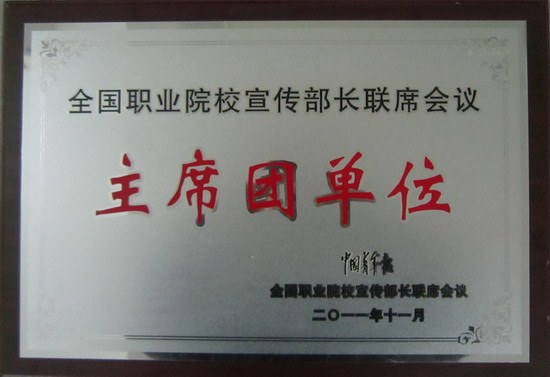 全国职业院校宣传部长联席会议
主席团单位
中国青年报
全国职业院校宣传部长联席会议
二〇一一年十一月